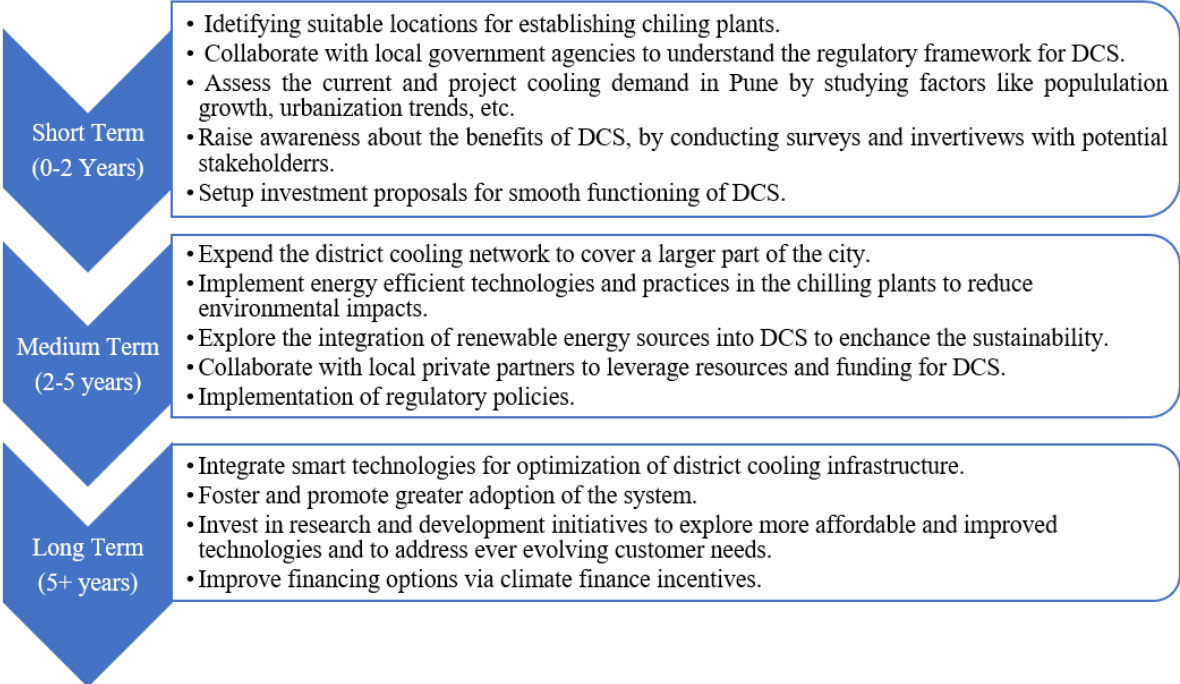 Short Term
(0-2 Years)
• Idetifying suitable locations for establishing chiling plants.
• Collaborate with local government agencies to understand the regulatory framework for DCS.
• Assess the current and project cooling demand in Pune by studying factors like popululation
growth, urbanization trends, etc.
• Raise awareness about the benefits of DCS, by conducting surveys and invertivews with potential
stakeholderrs.
• Setup investment proposals for smooth functioning of DCS.
Medium Term
(2-5 years)
• Expend the district cooling network to cover a larger part of the city.
• Implement energy efficient technologies and practices in the chilling plants to reduce
environmental impacts.
• Explore the integration of renewable energy sources into DCS to enchance the sustainability.
• Collaborate with local private partners to leverage resources and funding for DCS.
• Implementation of regulatory policies.
Long Term
(5+ years)
• Integrate smart technologies for optimization of district cooling infrastructure.
• Foster and promote greater adoption of the system.
• Invest in research and development initiatives to explore more affordable and improved
technologies and to address ever evolving customer needs.
• Improve financing options via climate finance incentives.